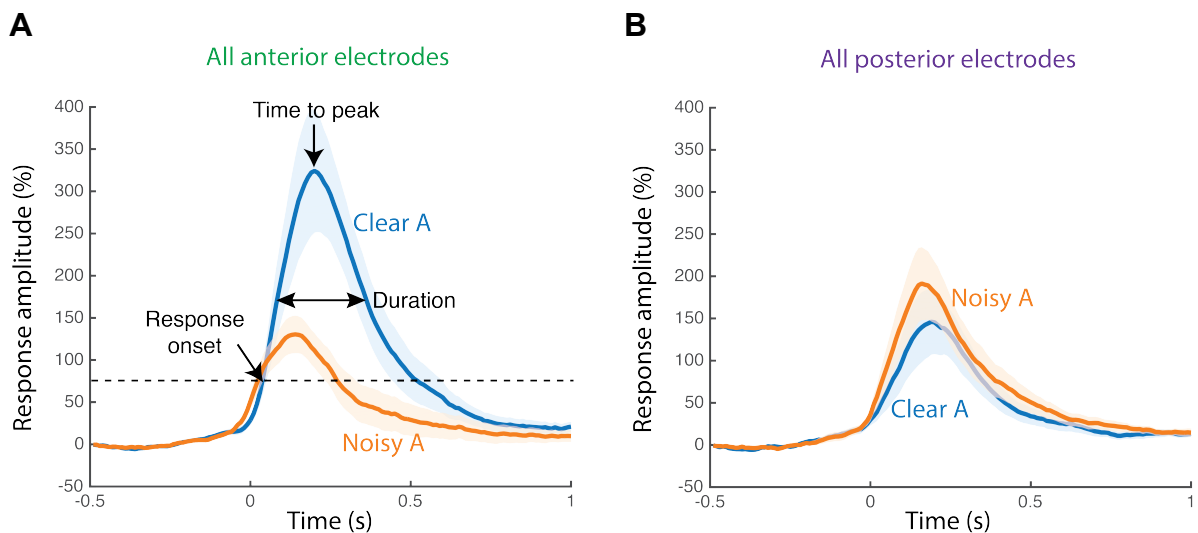 A
B
All anterior electrodes
All posterior electrodes
Response amplitude (%)
400
350
300
250
200
150
100
50
0
-50
Time to peak
Clear A
Duration
Response
onset
Noisy A
-0.5
0
0.5
1
Time (s)
Response amplitude (%)
400
350
300
250
200
150
100
50
0
-50
Noisy A
Clear A
-0.5
0
0.5
1
Time (s)